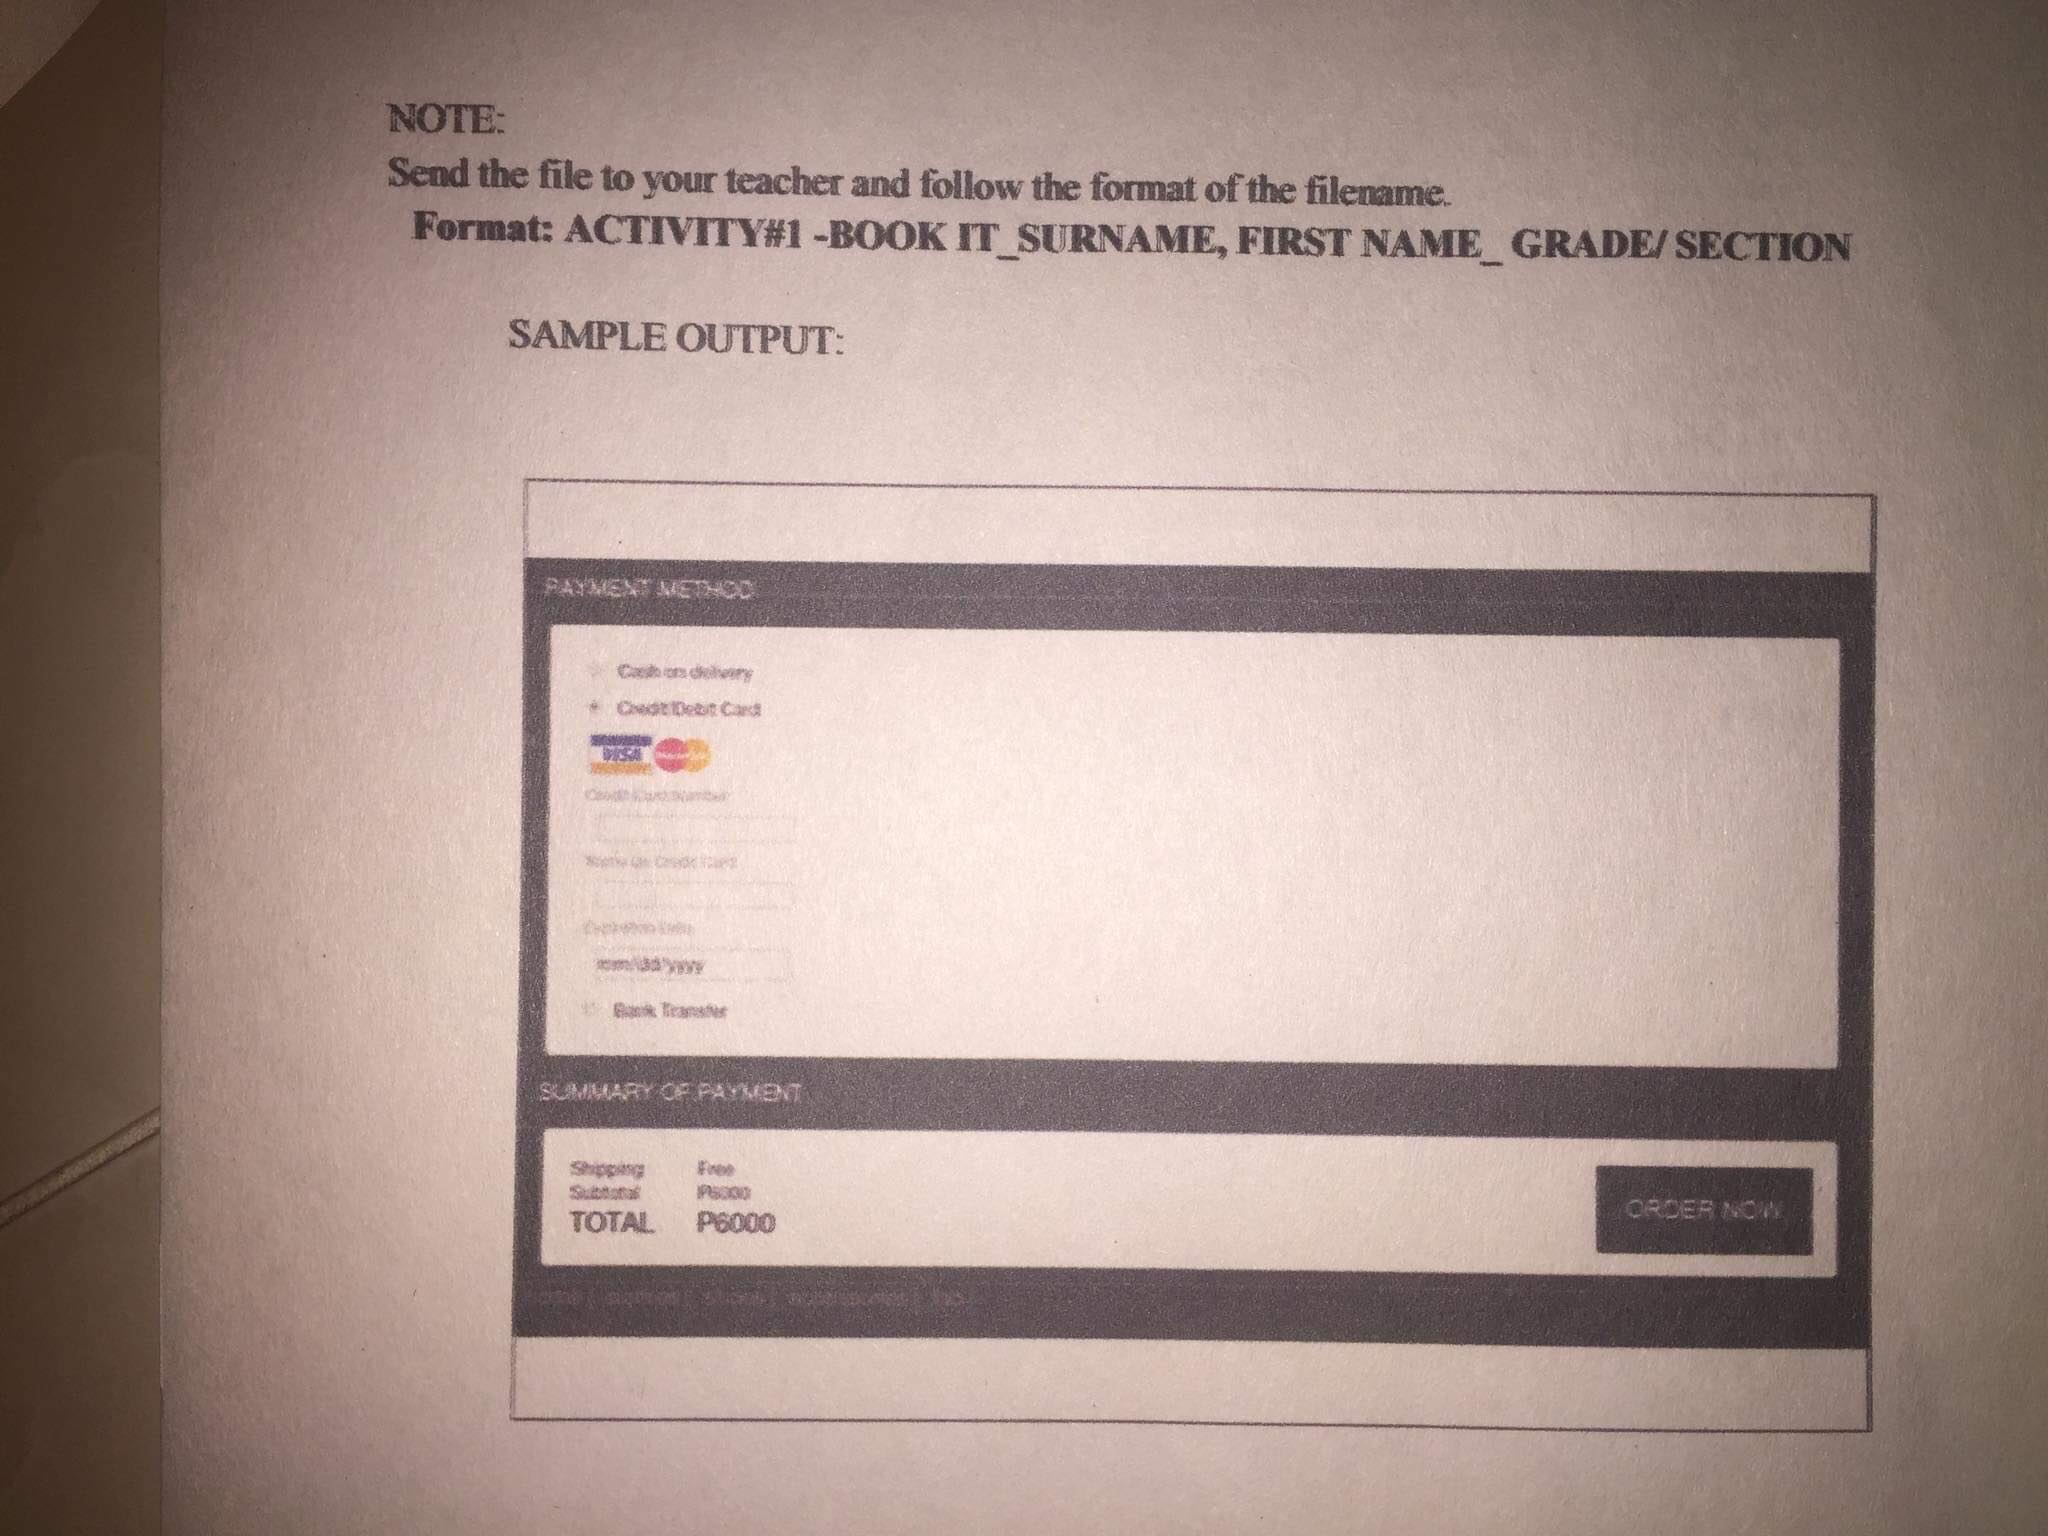 NOTE:
Send the file to your teacher and follow the format of the filename.
Format: ACTIVITY#1 -BOOK IT_SURNAME, FIRST NAME_ GRADE/ SECTION
SAMPLE OUTPUT:
PAYMENT METHOD
Cash on delivery
Credit/Debit Card
VISA
Credit Card Number
Name on Credit Card
Expiration Date
mm/dd/yyyy
Bank Transfer
SUMMARY OF PAYMENT
Shipping Free
Subtotal P6000
TOTAL P6000
ORDER NOW